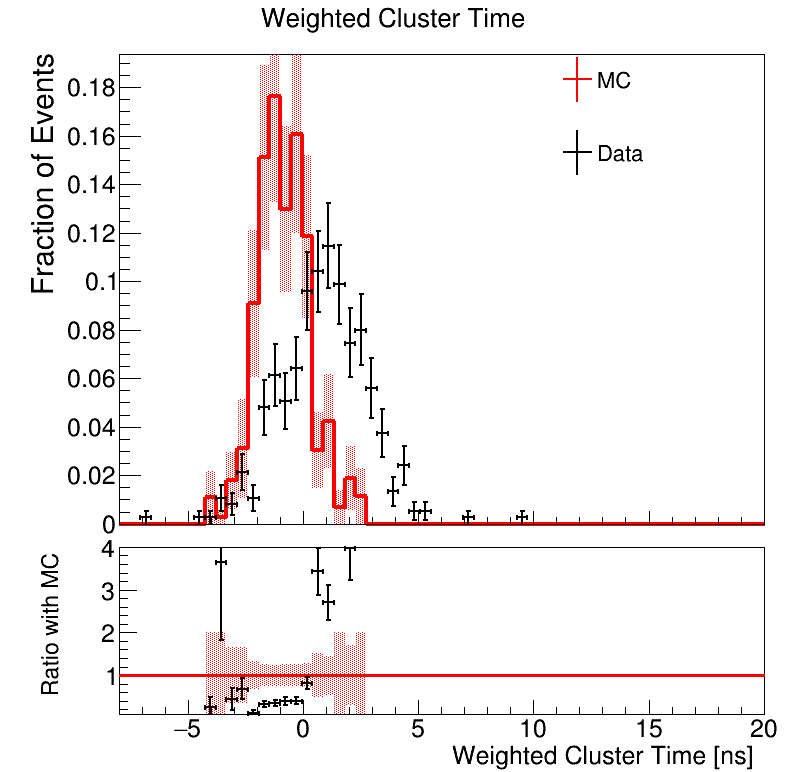 Weighted Cluster Time
Fraction of Events
0.18
0.16
0.14
0.12
0.1
0.08
0.06
0.04
0.02
0
MC
Data
Ratio with MC
4
3
2
1
−5 0 5 10 15 20
Weighted Cluster Time [ns]